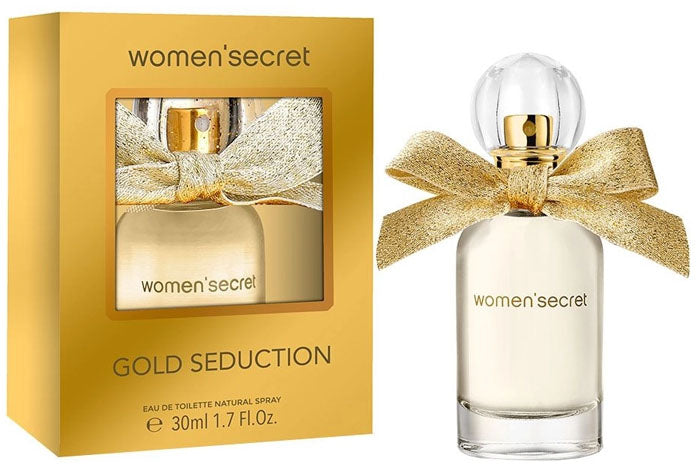 women'secret
women'secret
GOLD SEDUCTION
EAU DE TOILETTE NATURAL SPRAY
℮ 30ml 1.7 Fl.Oz.
women'secret